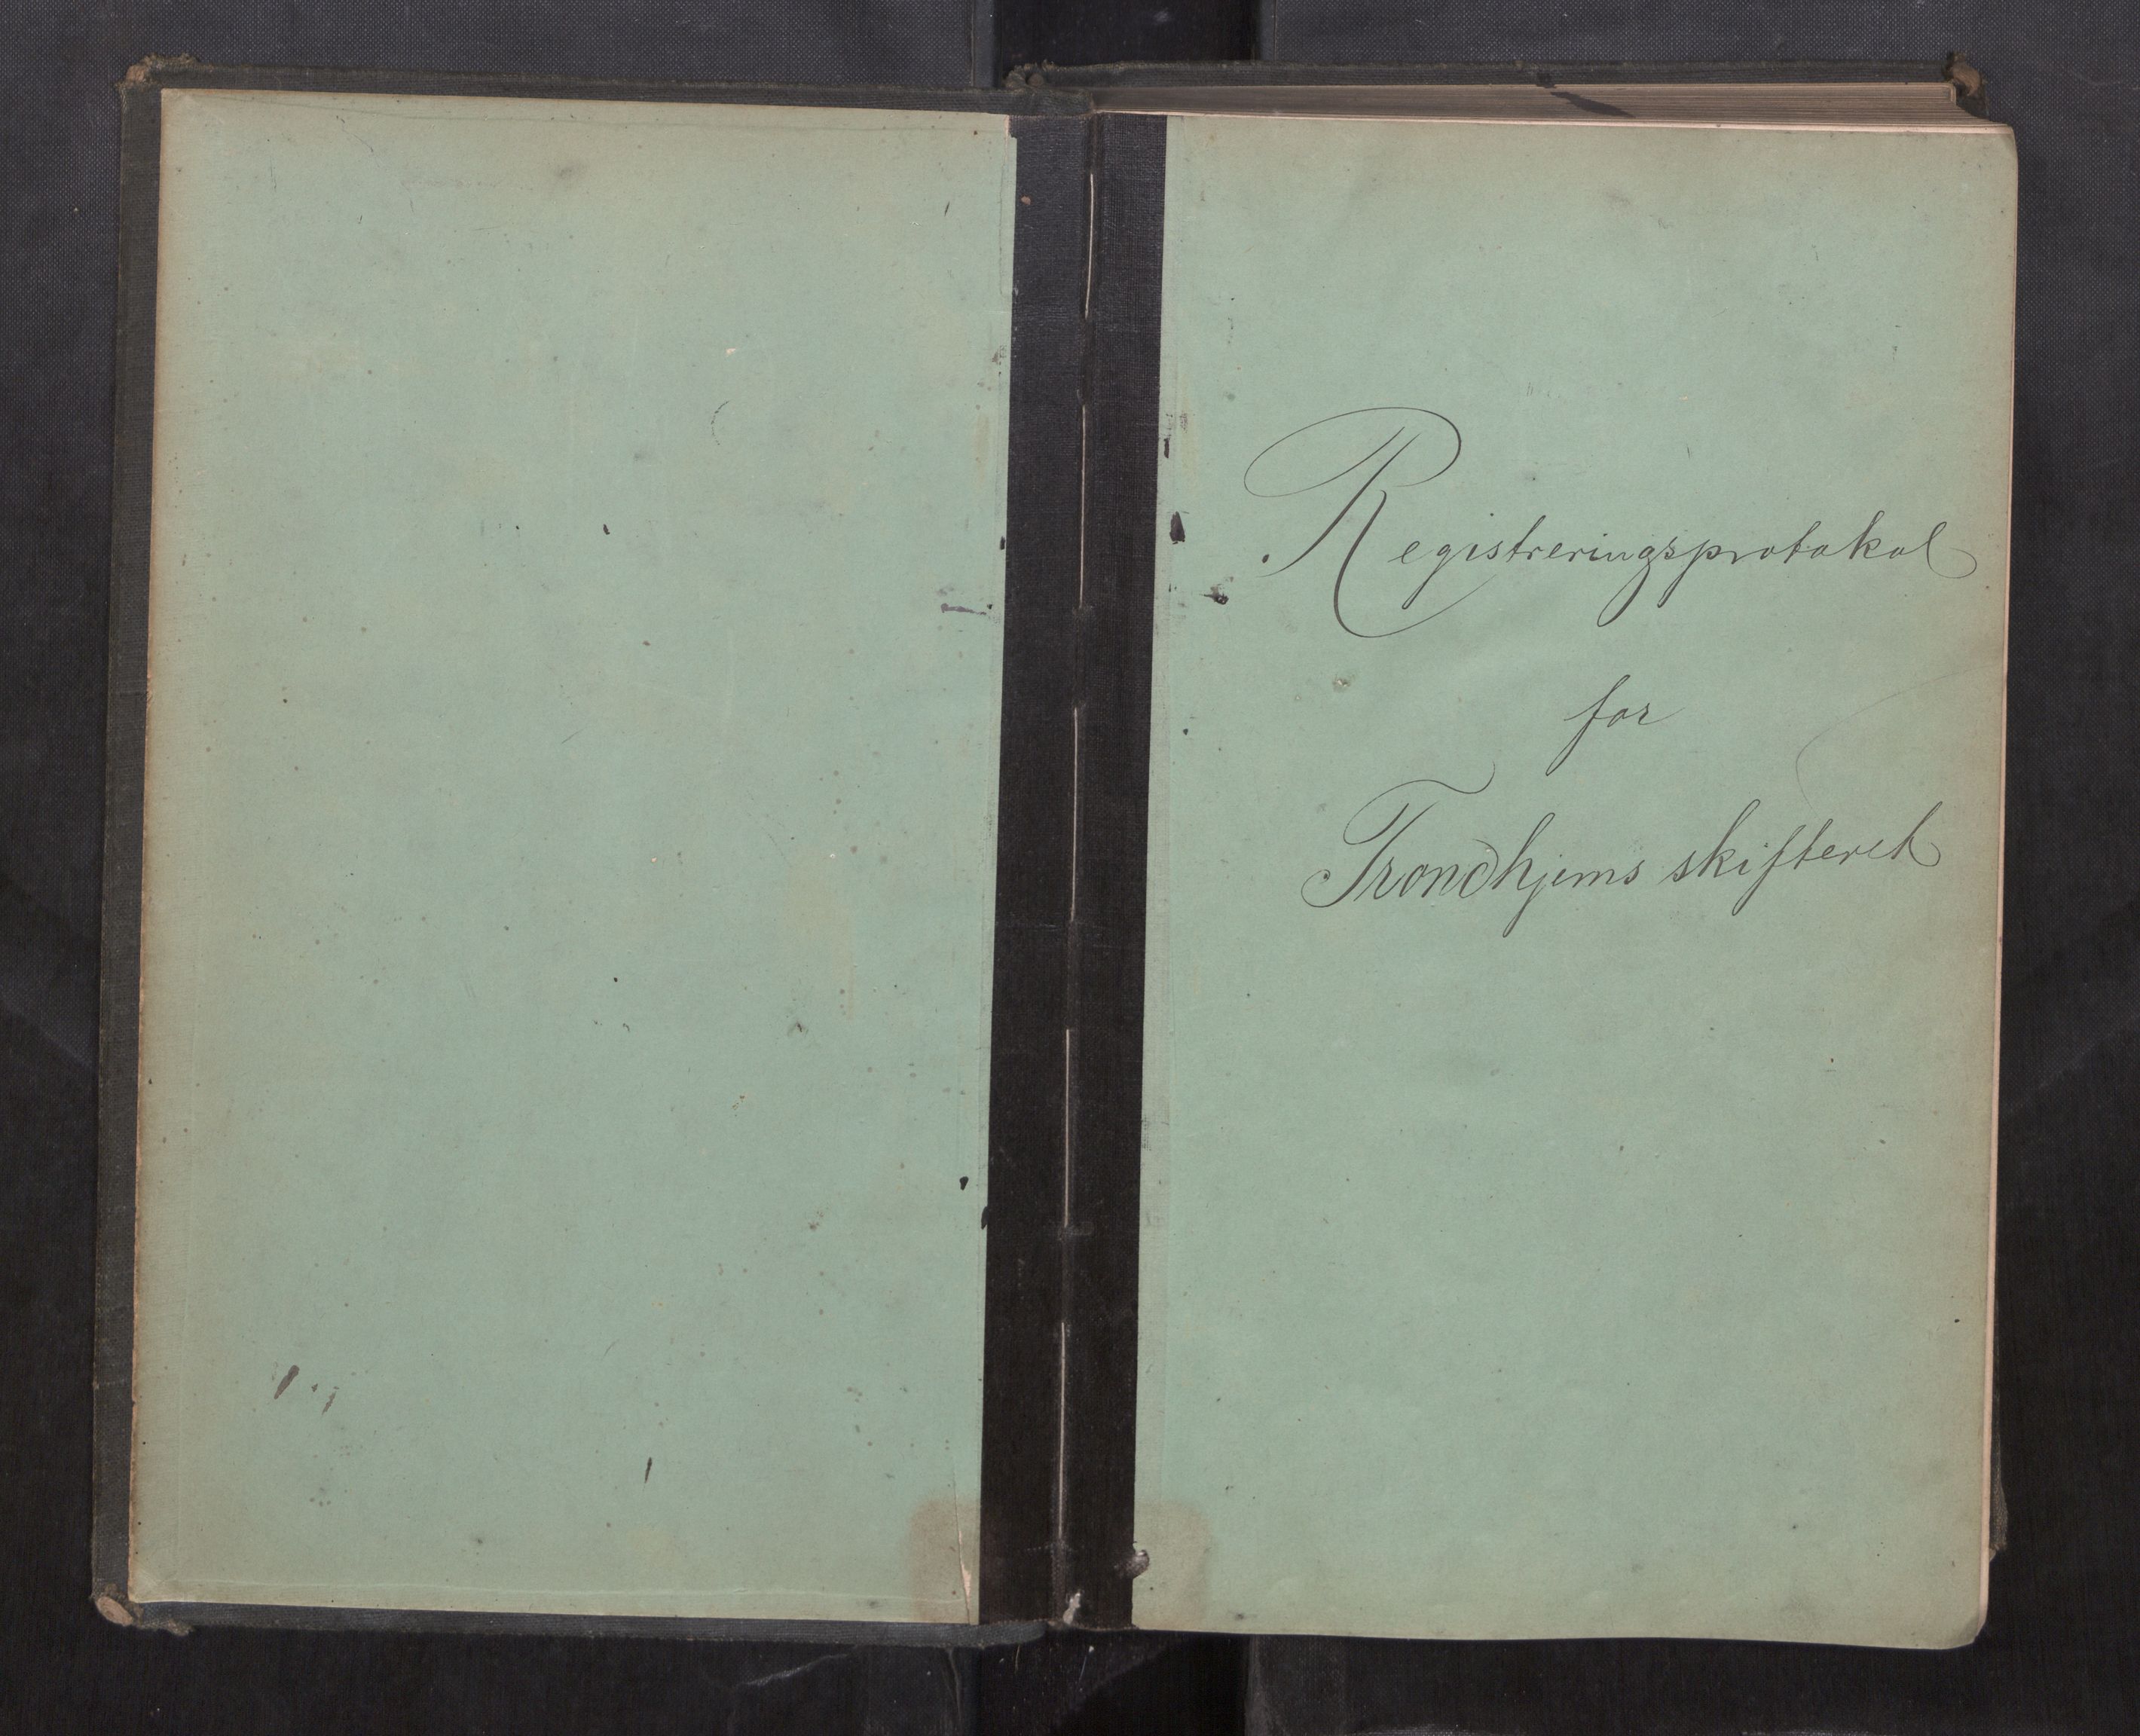 Registreringsprotokol
for
Trondhjems skifteret